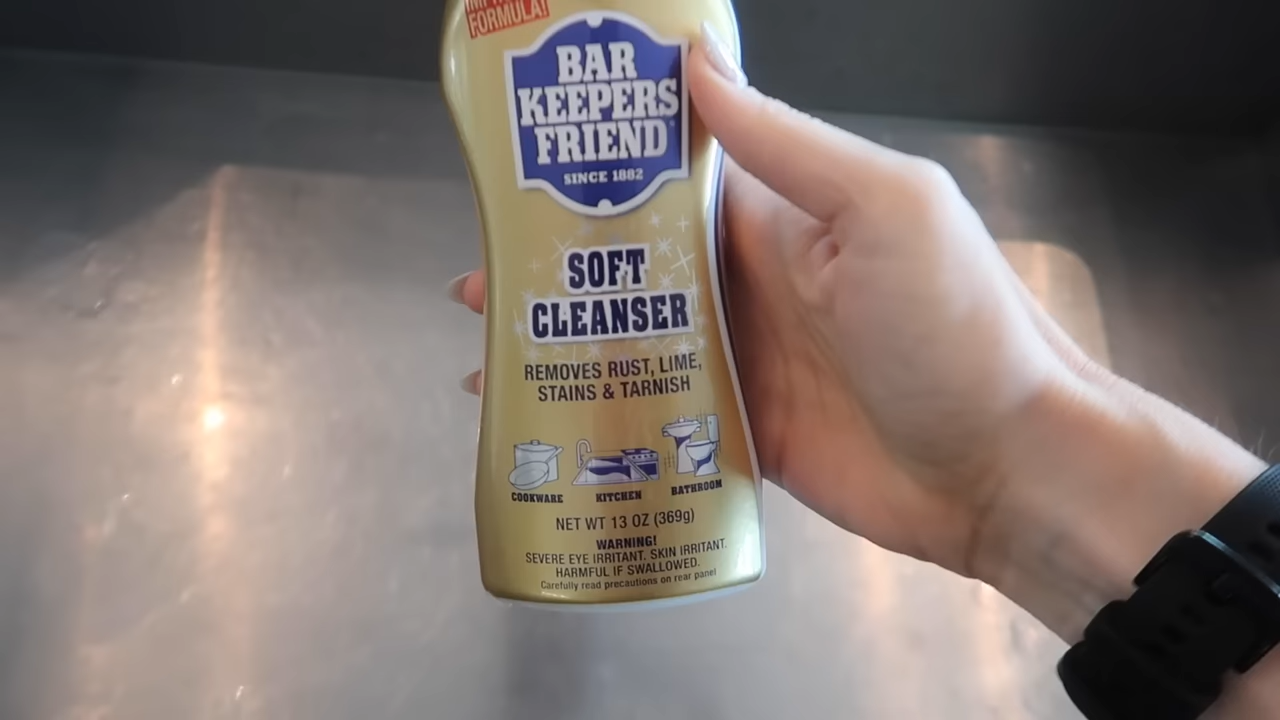 FORMULA!
BAR
KEEPERS
FRIEND
SINCE 1882
SOFT
CLEANSER
REMOVES RUST, LIME,
STAINS & TARNISH
COOKWARE
KITCHEN
BATHROOM
NET WT 13 OZ (369g)
WARNING!
SEVERE EYE IRRITANT. SKIN IRRITANT.
HARMFUL IF SWALLOWED.
Carefully read precautions on rear panel